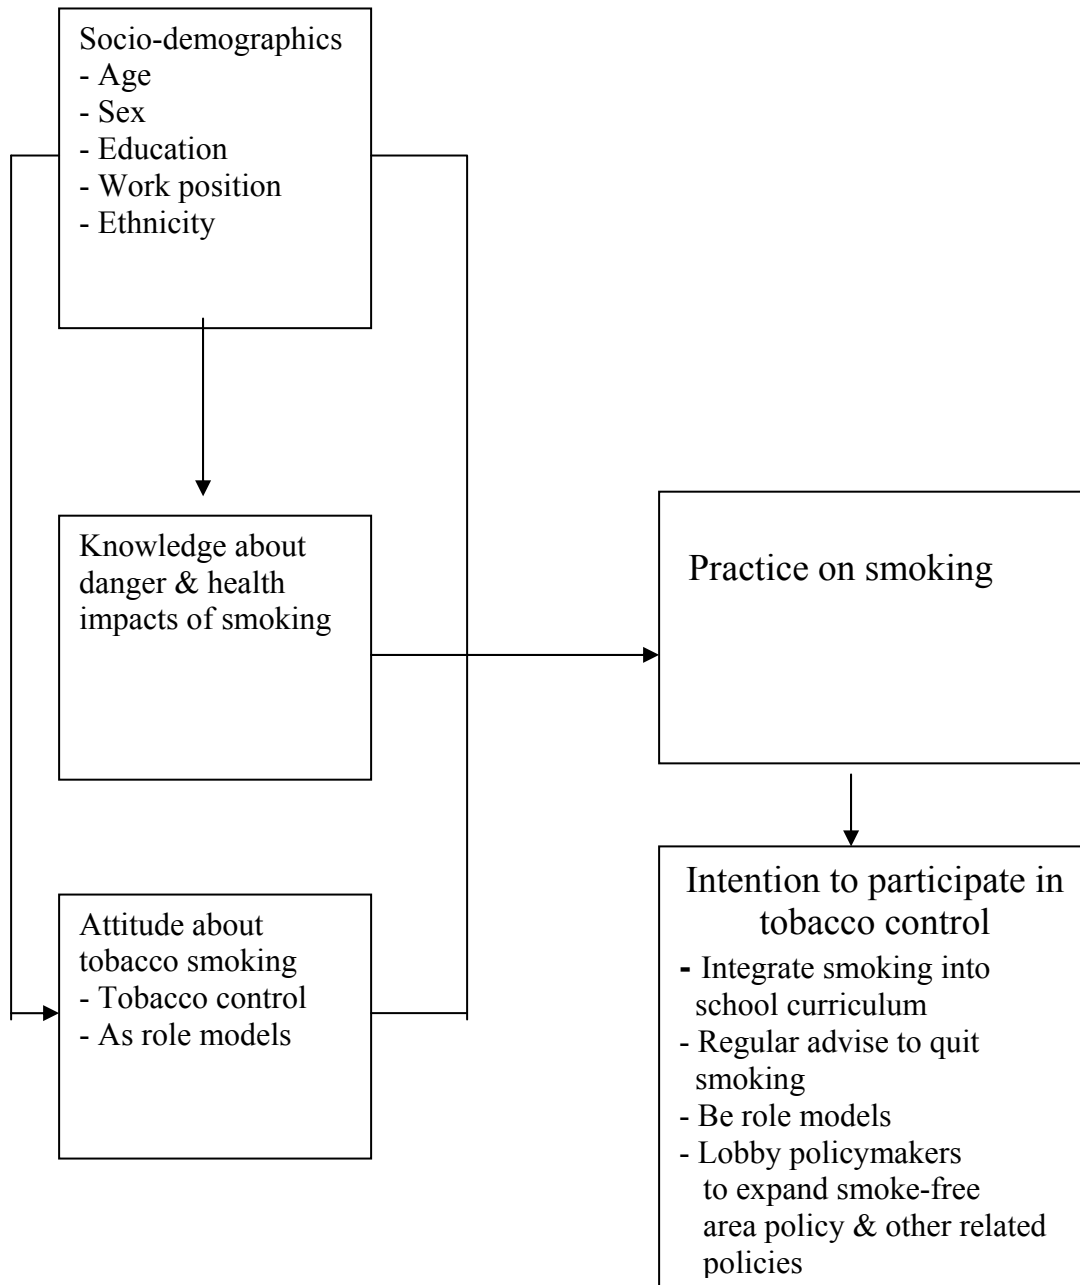 Socio-demographics
- Age
- Sex
- Education
- Work position
- Ethnicity
Knowledge about
danger & health
impacts of smoking
Attitude about
tobacco smoking
- Tobacco control
- As role models
Practice on smoking
Intention to participate in
tobacco control
- Integrate smoking into
school curriculum
- Regular advise to quit
smoking
- Be role models
- Lobby policymakers
to expand smoke-free
area policy & other related
policies